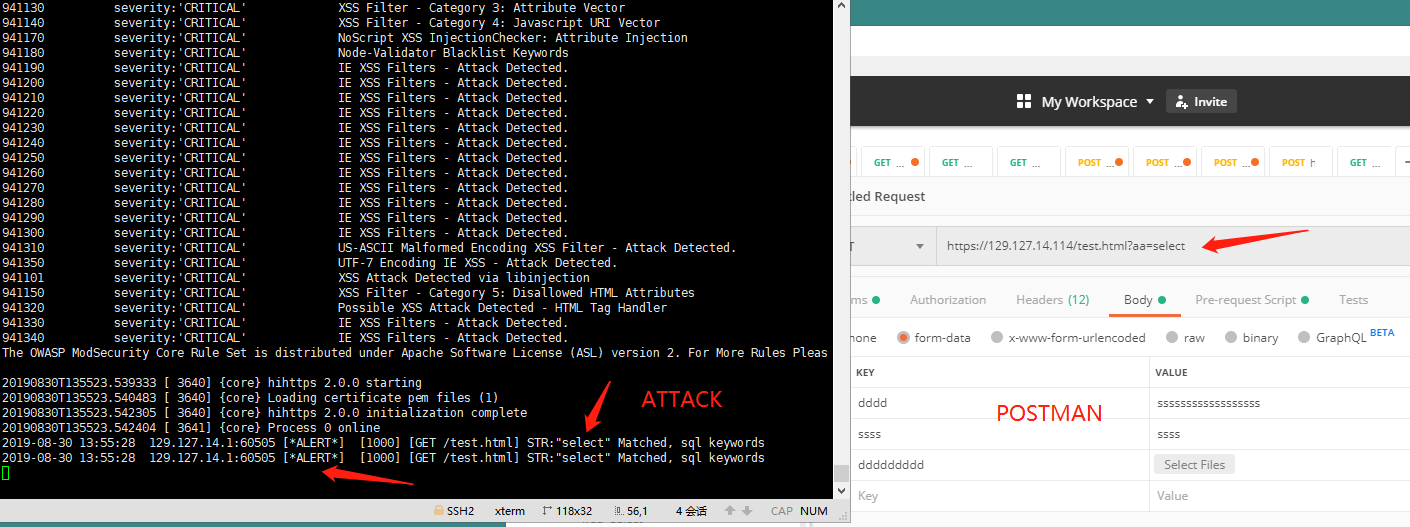 941130 severity:'CRITICAL' XSS Filter - Category 3: Attribute Vector
941140 severity:'CRITICAL' XSS Filter - Category 4: Javascript URI Vector
941170 severity:'CRITICAL' NoScript XSS InjectionChecker: Attribute Injection
941180 severity:'CRITICAL' Node-Validator Blacklist Keywords
941190 severity:'CRITICAL' IE XSS Filters - Attack Detected.
941200 severity:'CRITICAL' IE XSS Filters - Attack Detected.
941210 severity:'CRITICAL' IE XSS Filters - Attack Detected.
941220 severity:'CRITICAL' IE XSS Filters - Attack Detected.
941230 severity:'CRITICAL' IE XSS Filters - Attack Detected.
941240 severity:'CRITICAL' IE XSS Filters - Attack Detected.
941250 severity:'CRITICAL' IE XSS Filters - Attack Detected.
941260 severity:'CRITICAL' IE XSS Filters - Attack Detected.
941270 severity:'CRITICAL' IE XSS Filters - Attack Detected.
941280 severity:'CRITICAL' IE XSS Filters - Attack Detected.
941290 severity:'CRITICAL' IE XSS Filters - Attack Detected.
941300 severity:'CRITICAL' IE XSS Filters - Attack Detected.
941310 severity:'CRITICAL' US-ASCII Malformed Encoding XSS Filter - Attack Detected.
941350 severity:'CRITICAL' UTF-7 Encoding IE XSS - Attack Detected.
941101 severity:'CRITICAL' XSS Attack Detected via libinjection
941150 severity:'CRITICAL' XSS Filter - Category 5: Disallowed HTML Attributes
941320 severity:'CRITICAL' Possible XSS Attack Detected - HTML Tag Handler
941330 severity:'CRITICAL' IE XSS Filters - Attack Detected.
941340 severity:'CRITICAL' IE XSS Filters - Attack Detected.
The OWASP ModSecurity Core Rule Set is distributed under Apache Software License (ASL) version 2. For More Rules Pleas
20190830T135523.539333 [ 3640] {core} hihttps 2.0.0 starting
20190830T135523.540483 [ 3640] {core} Loading certificate pem files (1)
20190830T135523.542305 [ 3640] {core} hihttps 2.0.0 initialization complete
20190830T135523.542404 [ 3641] {core} Process 0 online
2019-08-30 13:55:28 129.127.14.1:60505 [*ALERT*] [1000] [GET /test.html] STR:"select" Matched, sql keywords
2019-08-30 13:55:28 129.127.14.1:60505 [*ALERT*] [1000] [GET /test.html] STR:"select" Matched, sql keywords
ATTACK
SSH2 xterm 118x32 56,1 4 会话 CAP NUM
My Workspace Invite
GET ... GET ... GET ... POST ... POST ... POST ... POST h GET ...
led Request
T https://129.127.14.114/test.html?aa=select
ms Authorization Headers (12) Body Pre-request Script Tests
none form-data x-www-form-urlencoded raw binary GraphQL BETA
KEY VALUE
dddd ssssssssssssssssss
POSTMAN
ssss ssss
ddddddddd Select Files
Key Value